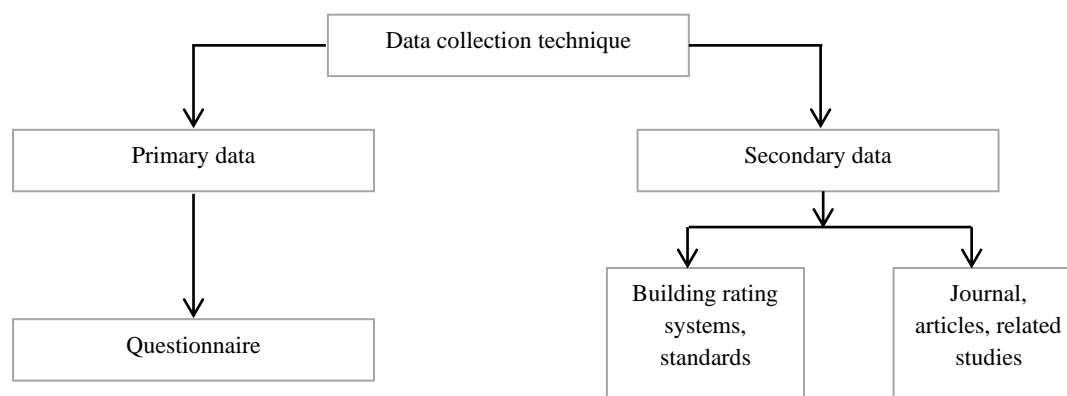 Data collection technique
Primary data
Secondary data
Questionnaire
Building rating
systems,
standards
Journal,
articles, related
studies